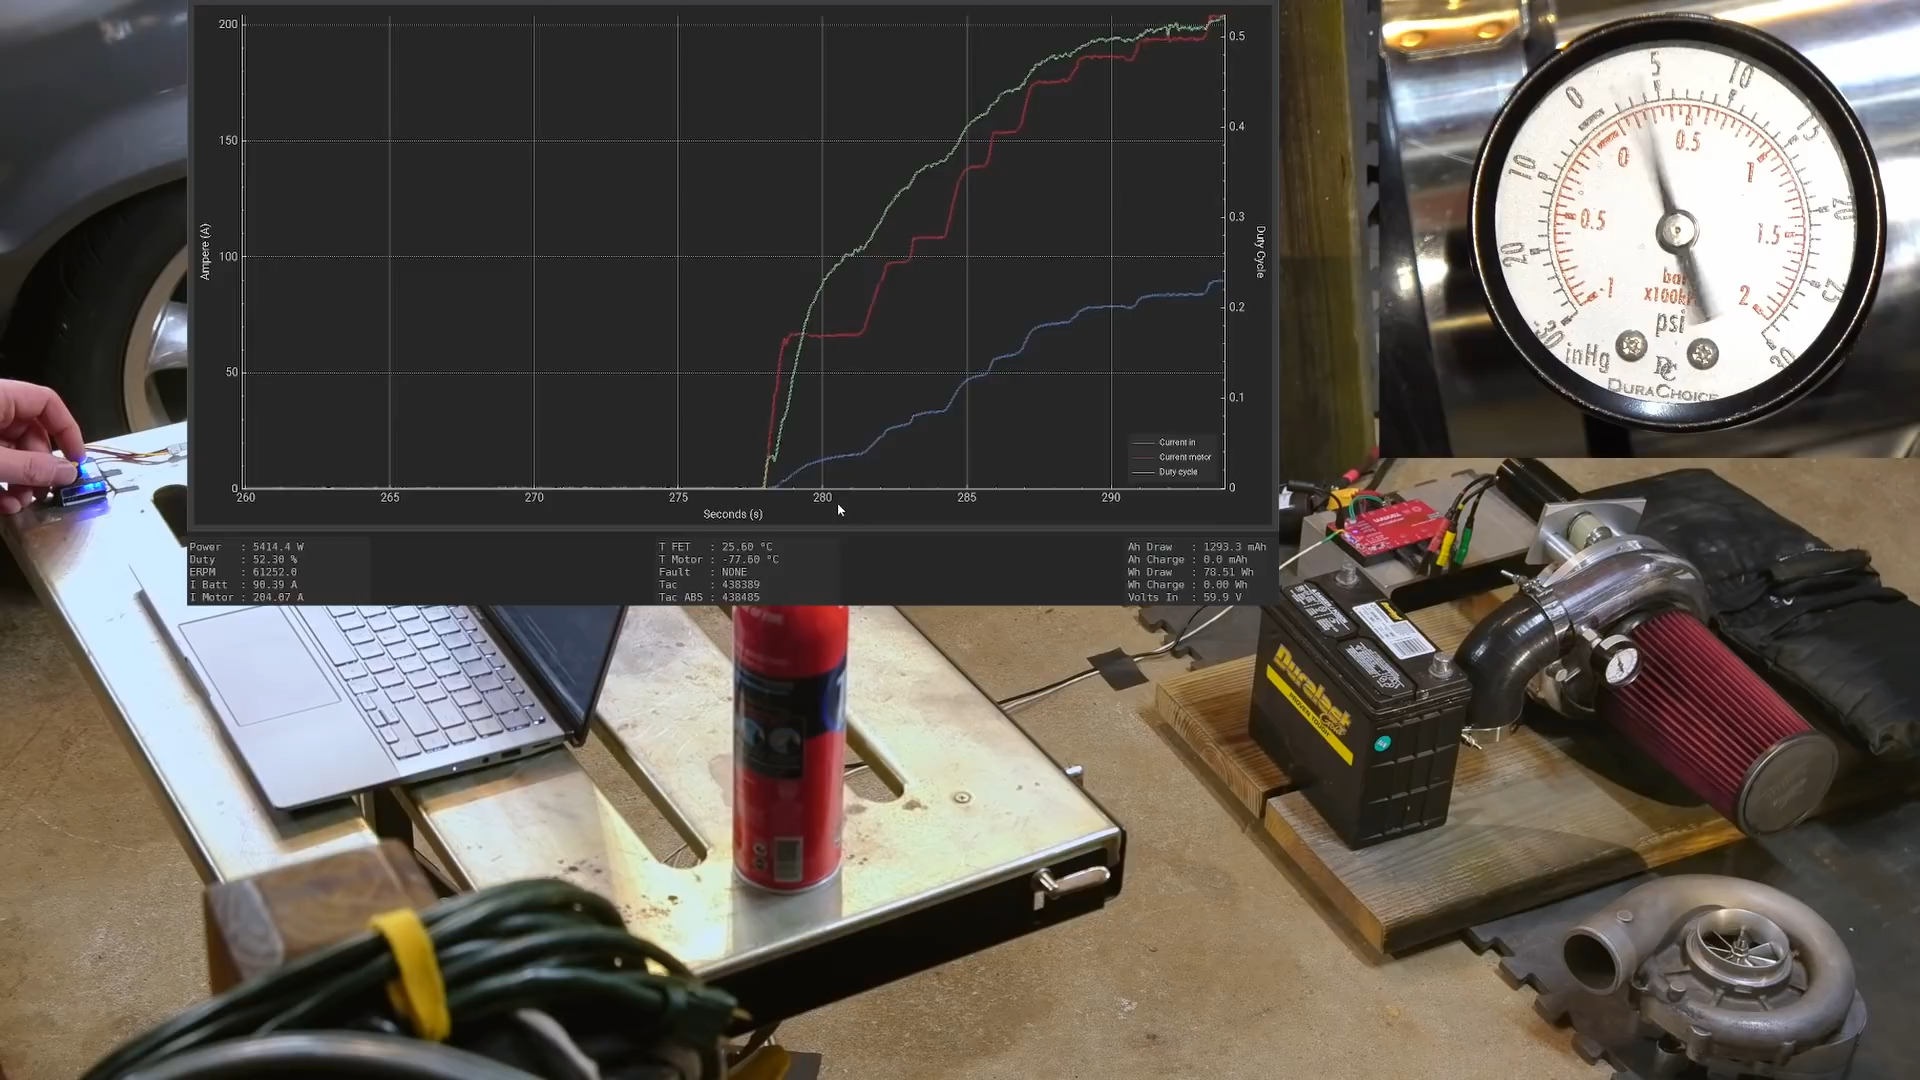 200
150
100
50
0
Ampere (A)
260
265
270
275
280
285
290
Seconds (s)
0.5
0.4
0.3
0.2
0.1
0
Duty Cycle
Current in
Current motor
Duty cycle
Power : 5414.4 W
Duty : 52.30 %
ERPM : 61252.0
I Batt : 90.39 A
I Motor : 204.07 A
T FET : 25.60 °C
T Motor : -77.60 °C
Fault : NONE
Tac : 438389
Tac ABS : 438485
Ah Draw : 1293.3 mAh
Ah Charge : 0.0 mAh
Wh Draw : 78.51 Wh
Wh Charge : 0.00 Wh
Volts In : 59.9 V
30
20
10
0
5
10
15
20
25
30
-1
0.5
0
0.5
1
1.5
2
bar
psi
inHg
DC
DURACHOICE
Duralast
Gold
PROVEN TOUGH